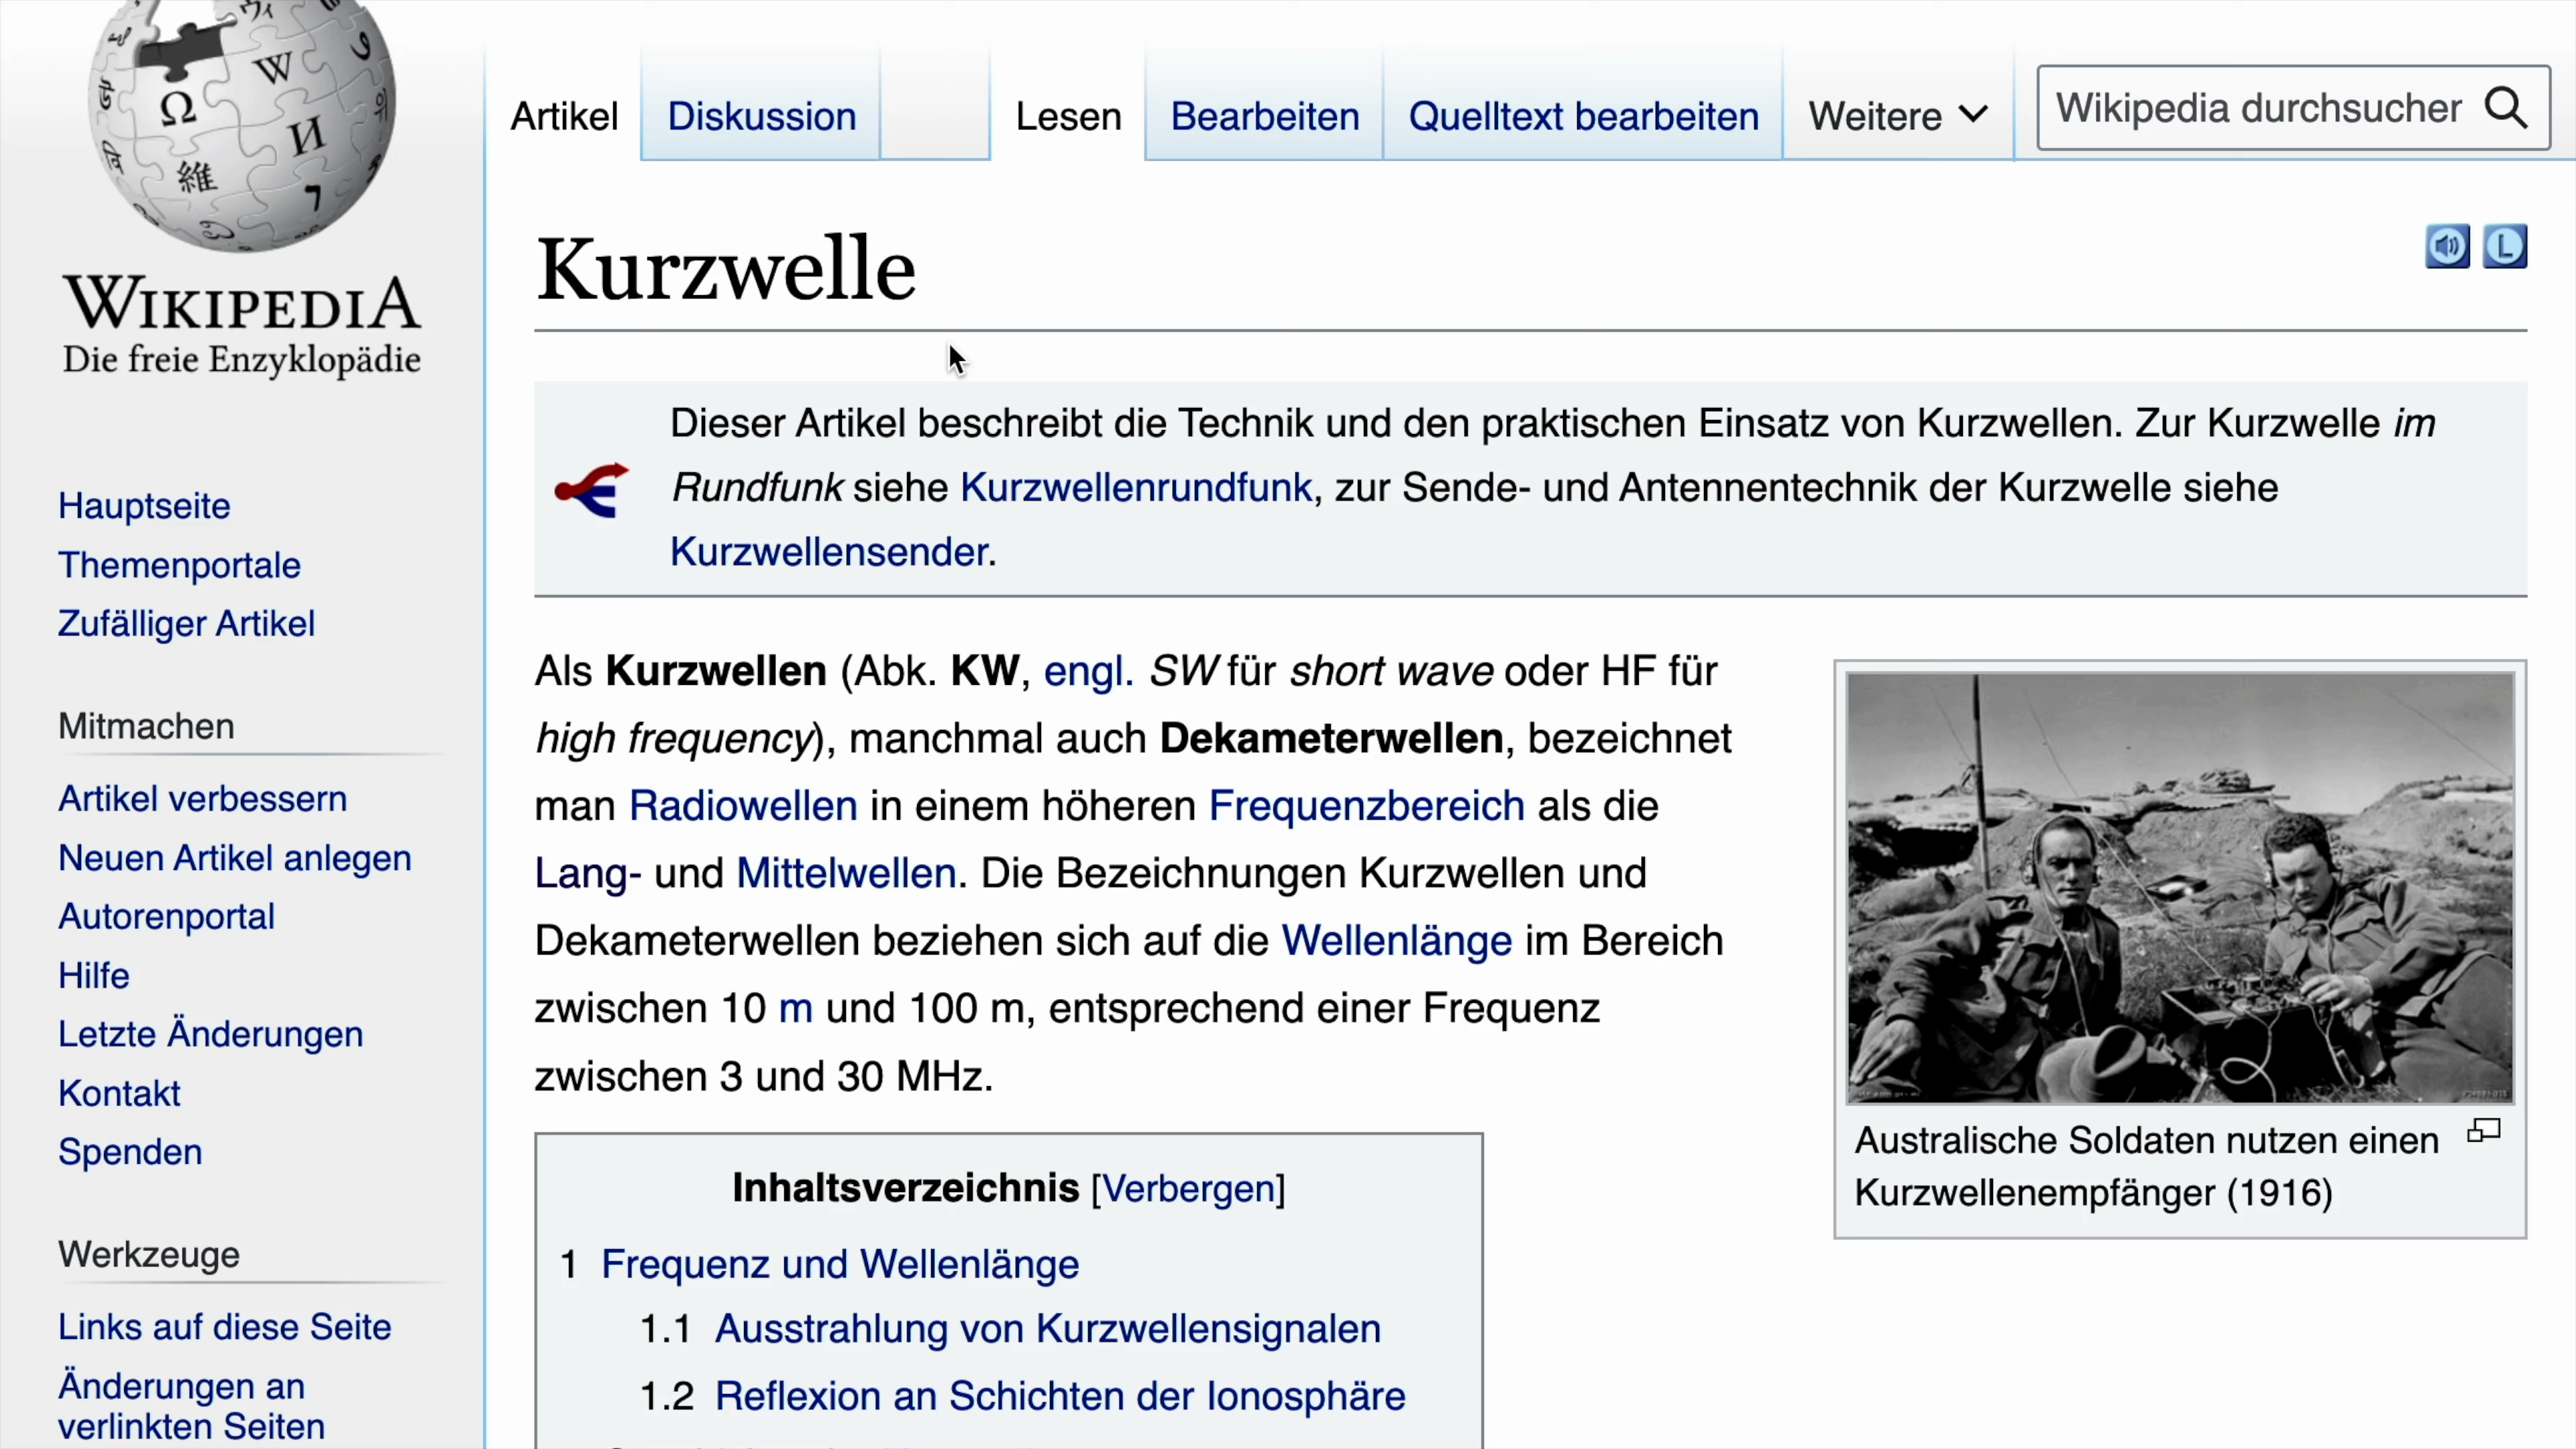 WIKIPEDIA
Die freie Enzyklopädie
Hauptseite
Themenportale
Zufälliger Artikel
Mitmachen
Artikel verbessern
Neuen Artikel anlegen
Autorenportal
Hilfe
Letzte Änderungen
Kontakt
Spenden
Werkzeuge
Links auf diese Seite
Änderungen an
verlinkten Seiten
Artikel Diskussion Lesen Bearbeiten Quelltext bearbeiten Weitere
Wikipedia durchsucher
Kurzwelle
Dieser Artikel beschreibt die Technik und den praktischen Einsatz von Kurzwellen. Zur Kurzwelle im
Rundfunk siehe Kurzwellenrundfunk, zur Sende- und Antennentechnik der Kurzwelle siehe
Kurzwellensender.
Als Kurzwellen (Abk. KW, engl. SW für short wave oder HF für
high frequency), manchmal auch Dekameterwellen, bezeichnet
man Radiowellen in einem höheren Frequenzbereich als die
Lang- und Mittelwellen. Die Bezeichnungen Kurzwellen und
Dekameterwellen beziehen sich auf die Wellenlänge im Bereich
zwischen 10 m und 100 m, entsprechend einer Frequenz
zwischen 3 und 30 MHz.
Australische Soldaten nutzen einen
Kurzwellenempfänger (1916)
Inhaltsverzeichnis [Verbergen]
1 Frequenz und Wellenlänge
1.1 Ausstrahlung von Kurzwellensignalen
1.2 Reflexion an Schichten der Ionosphäre